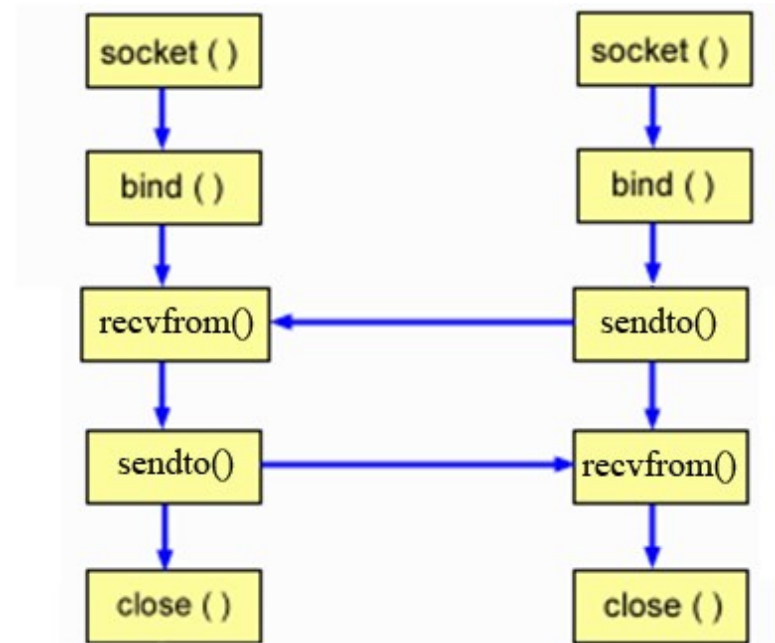 socket ( )
socket ( )
bind ( )
bind ( )
recvfrom()
sendto()
sendto()
recvfrom()
close ( )
close ( )